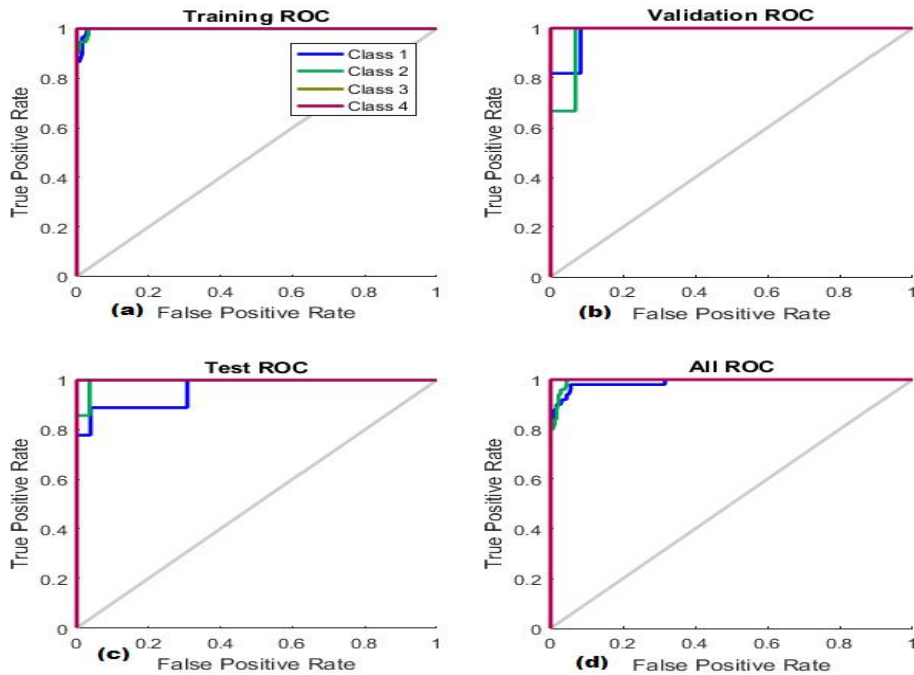 Training ROC
1
0.8
0.6
0.4
0.2
0
True Positive Rate
Class 1
Class 2
Class 3
Class 4
0 0.2 0.4 0.6 0.8 1
(a) False Positive Rate
Validation ROC
1
0.8
0.6
0.4
0.2
0
True Positive Rate
0 0.2 0.4 0.6 0.8 1
(b) False Positive Rate
Test ROC
1
0.8
0.6
0.4
0.2
0
True Positive Rate
0 0.2 0.4 0.6 0.8 1
(c) False Positive Rate
All ROC
1
0.8
0.6
0.4
0.2
0
True Positive Rate
0 0.2 0.4 0.6 0.8 1
(d) False Positive Rate